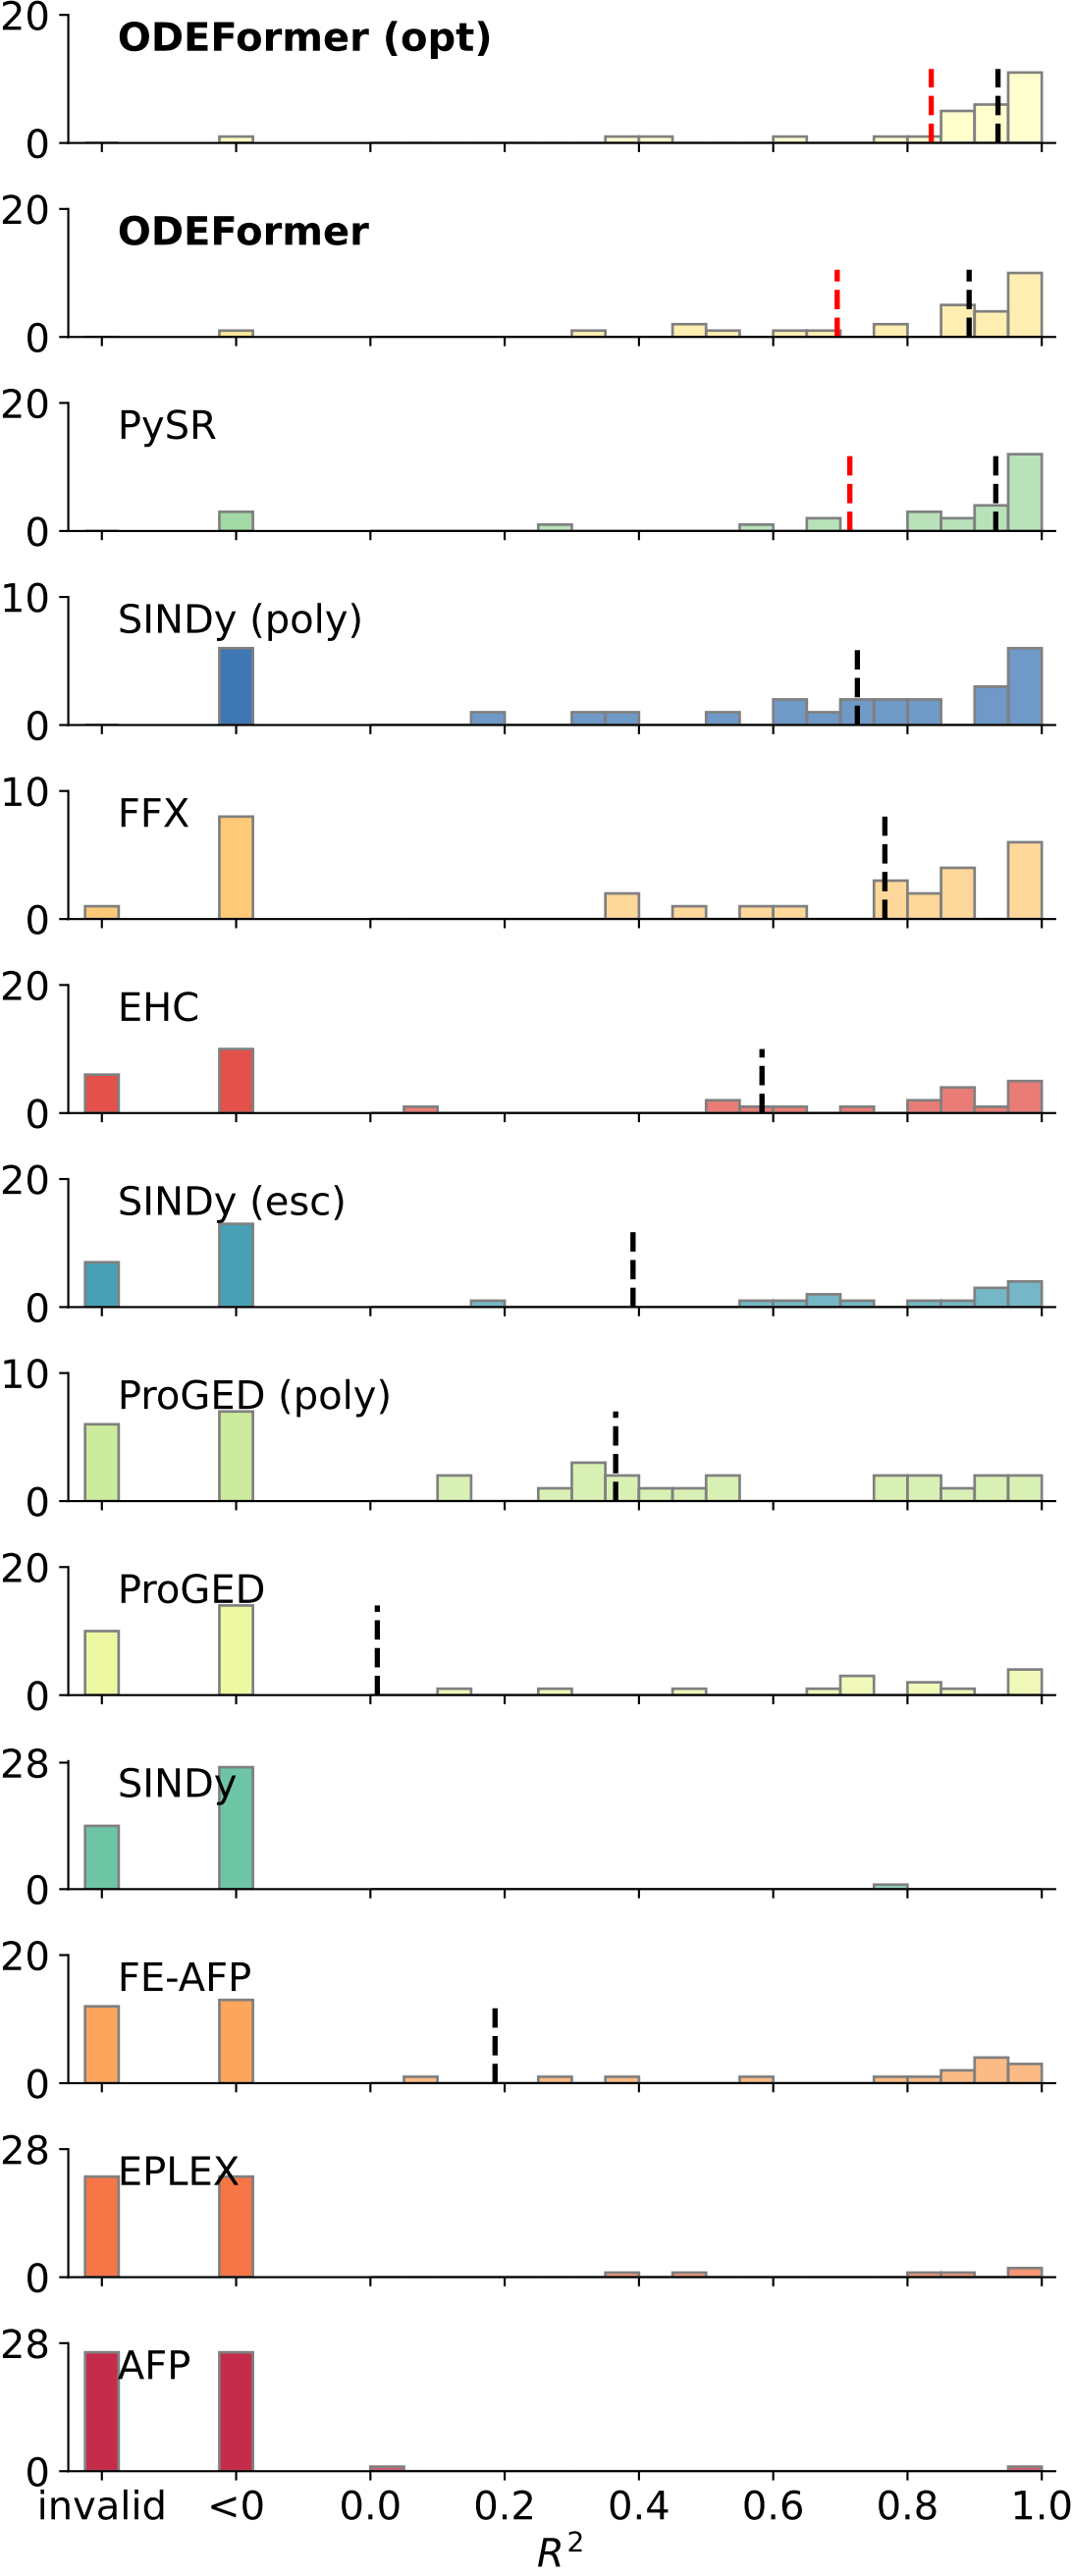 20
ODEFormer (opt)
0
20
ODEFormer
0
20
PySR
0
10
SINDy (poly)
0
10
FFX
0
20
EHC
0
20
SINDy (esc)
0
10
ProGED (poly)
0
20
ProGED
0
28
SINDy
0
20
FE-AFP
0
28
EPLEX
0
28
AFP
0
invalid <0 0.0 0.2 0.4 0.6 0.8 1.0
R²